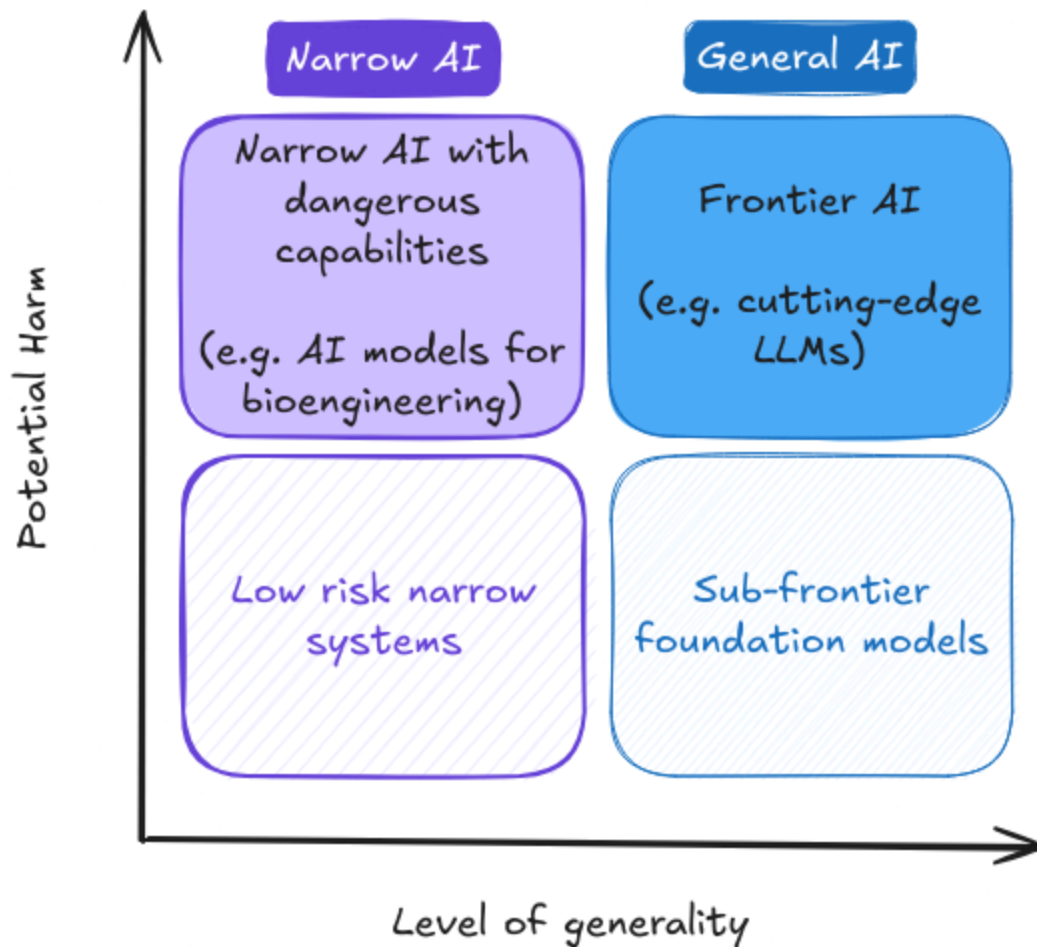 Narrow AI
General AI
Narrow AI with
dangerous
capabilities
(e.g. AI models for
bioengineering)
Frontier AI
(e.g. cutting-edge
LLMs)
Low risk narrow
systems
Sub-frontier
foundation models
Potential Harm
Level of generality